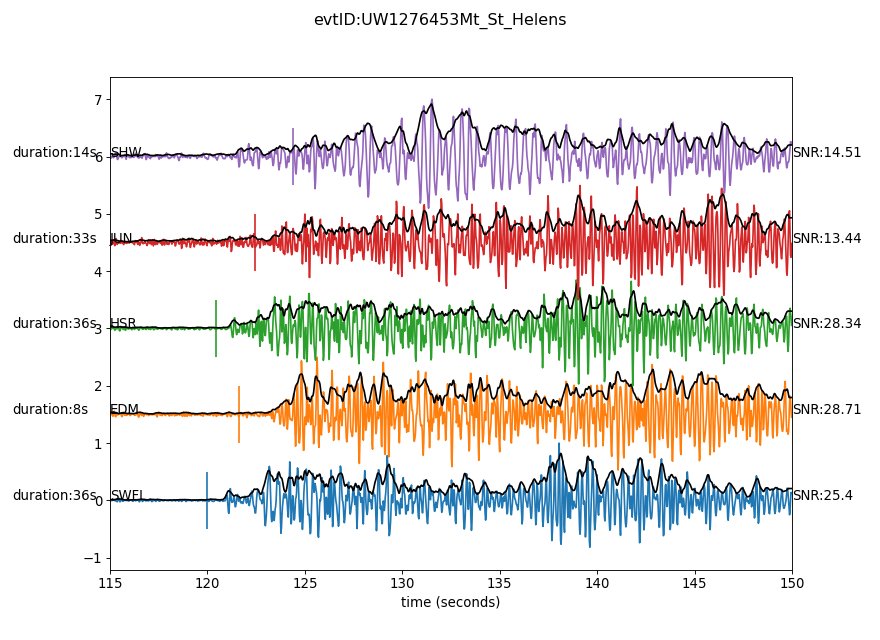 evtID:UW1276453Mt_St_Helens
7
duration:14s 6 SHW SNR:14.51
5
duration:33s JUN SNR:13.44
4
duration:36s 3 HSR SNR:28.34
2
duration:8s EDM SNR:28.71
1
duration:36s 0 SWFL SNR:25.4
−1
115 120 125 130 135 140 145 150
time (seconds)